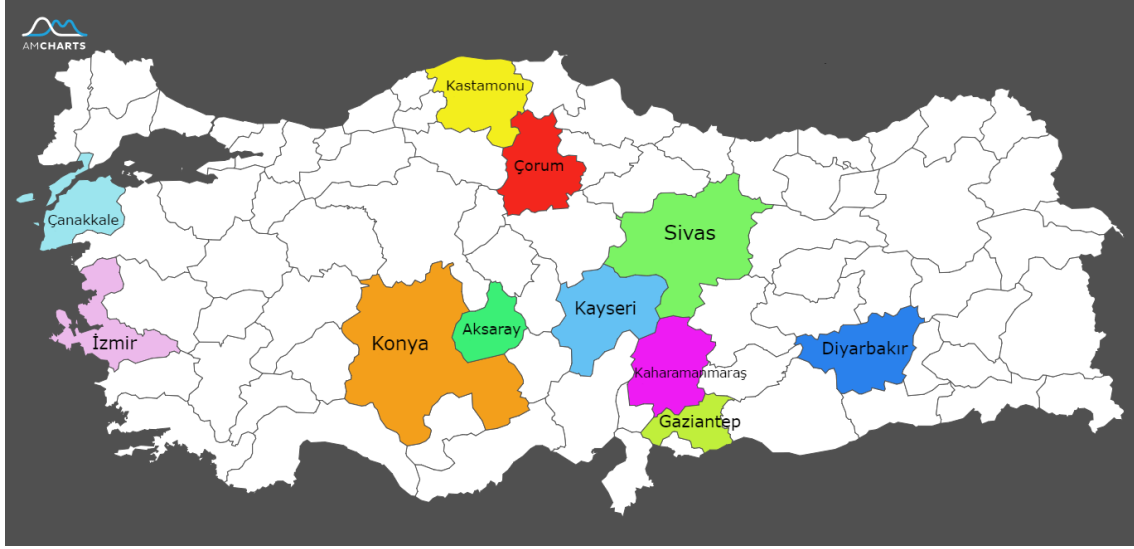 AMCHARTS
Kastamonu
Çorum
Çanakkale
Sivas
Kayseri
İzmir
Konya
Aksaray
Diyarbakır
Kaharamanmaraş
Gaziantep